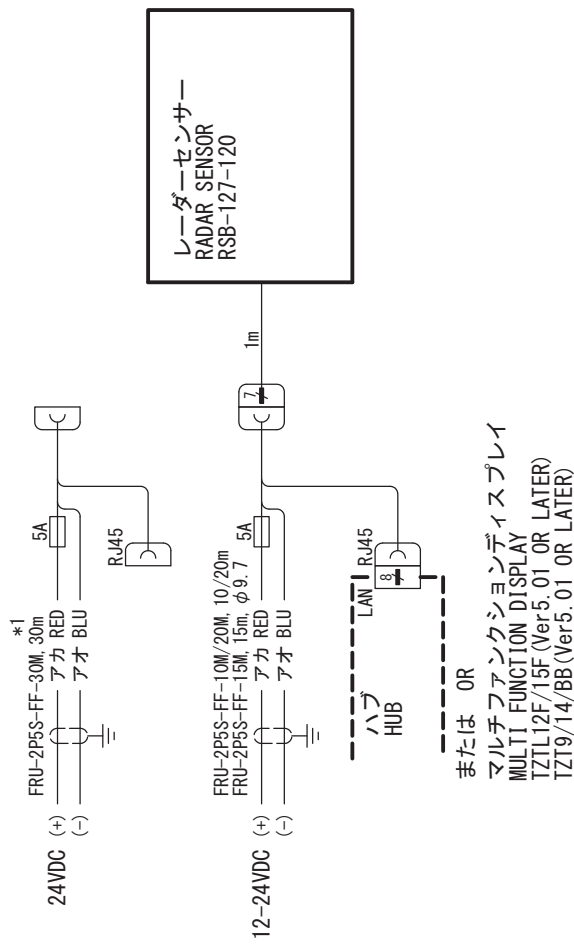 *1
FRU-2P5S-FF-30M, 30m
24VDC
(+)
アカ RED
5A
(-)
アオ BLU
RJ45
FRU-2P5S-FF-10M/20M, 10/20m
FRU-2P5S-FF-15M, 15m, φ9.7
12-24VDC
(+)
アカ RED
5A
(-)
アオ BLU
7
1m
レーダーセンサー
RADAR SENSOR
RSB-127-120
LAN
RJ45
8
ハブ
HUB
または OR
マルチファンクションディスプレイ
MULTI FUNCTION DISPLAY
TZTL12F/15F(Ver5.01 OR LATER)
TZT9/14/BB(Ver5.01 OR LATER)